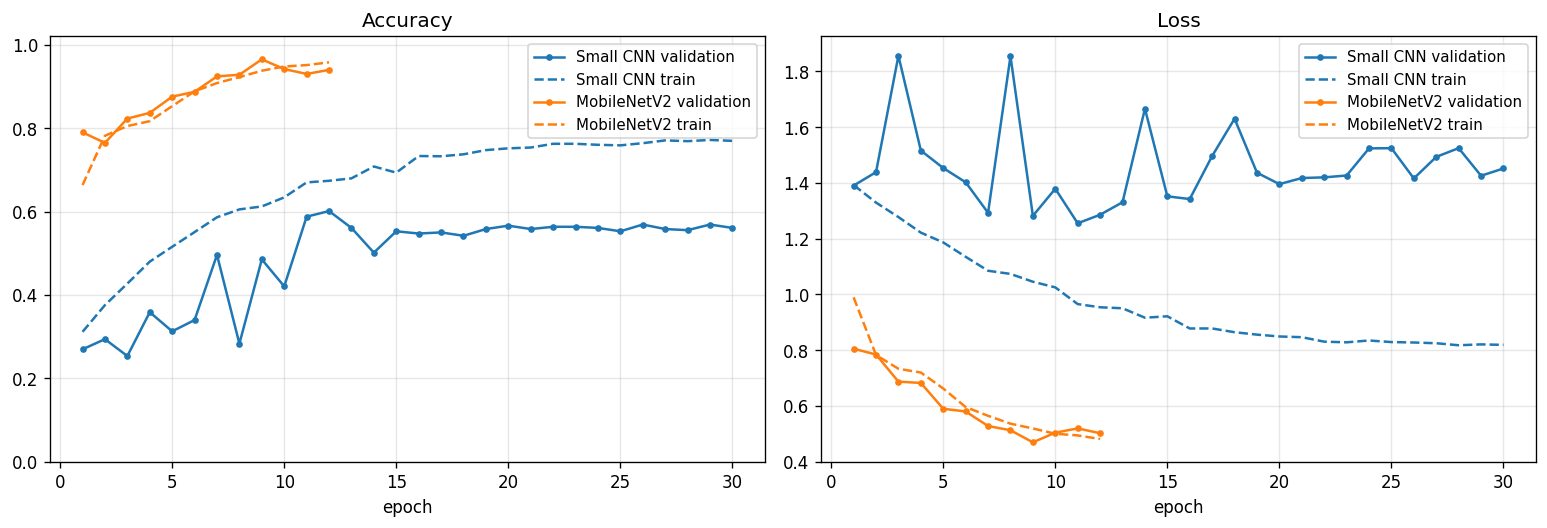 Accuracy
1.0
0.8
0.6
0.4
0.2
0.0
0 5 10 15 20 25 30
epoch
Small CNN validation
Small CNN train
MobileNetV2 validation
MobileNetV2 train
Loss
1.8
1.6
1.4
1.2
1.0
0.8
0.6
0.4
0 5 10 15 20 25 30
epoch
Small CNN validation
Small CNN train
MobileNetV2 validation
MobileNetV2 train